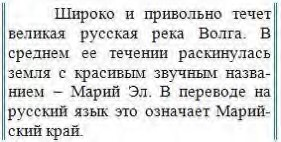 Широко и привольно течет
великая русская река Волга. В
среднем ее течении раскинулась
земля с красивым звучным назва-
нием – Марий Эл. В переводе на
русский язык это означает Марий-
ский край.